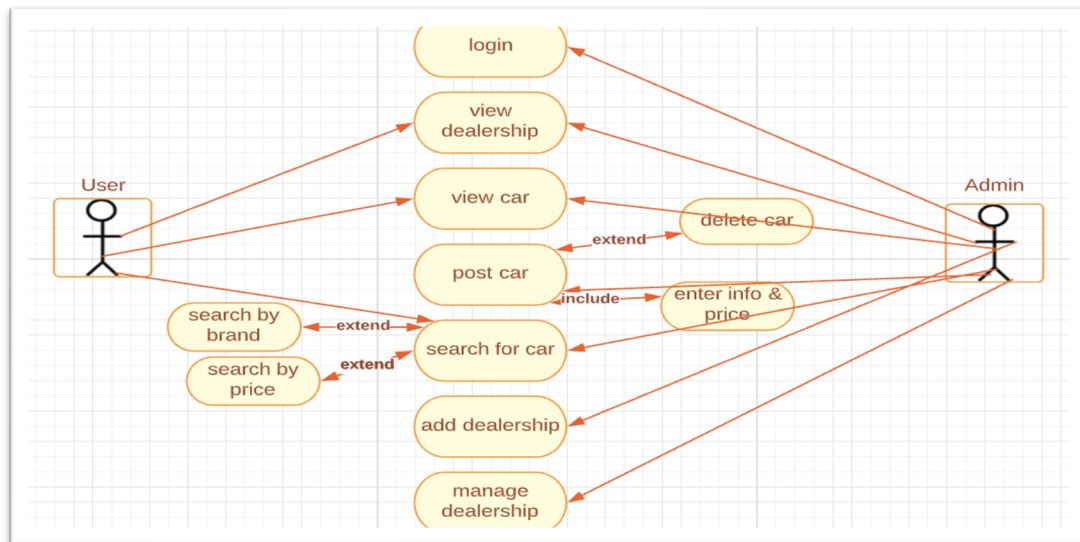 login
view
dealership
User
Admin
view car
delete car
extend
post car
include
enter info &
price
search by
brand
extend
search for car
search by
price
extend
add dealership
manage
dealership